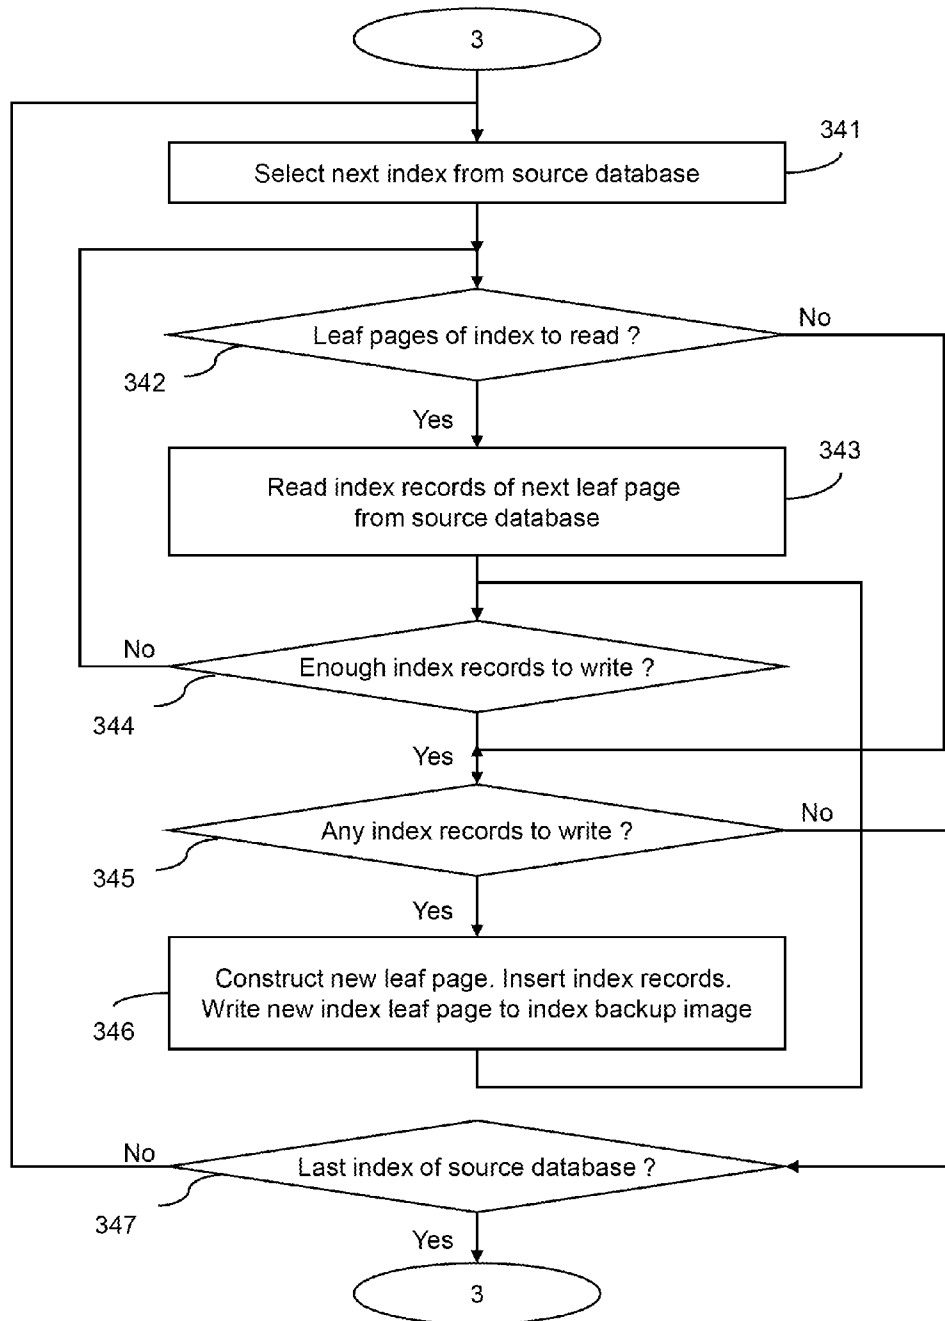 3
341
Select next index from source database
No
Leaf pages of index to read ?
342
Yes
343
Read index records of next leaf page
from source database
No
Enough index records to write ?
344
Yes
No
Any index records to write ?
345
Yes
Construct new leaf page. Insert index records.
Write new index leaf page to index backup image
346
No
Last index of source database ?
347
Yes
3